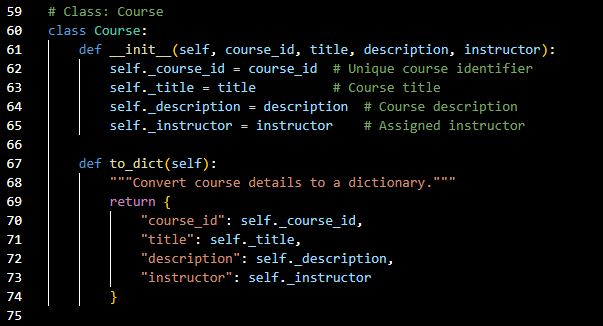 59 # Class: Course
60 class Course:
61     def __init__(self, course_id, title, description, instructor):
62         self._course_id = course_id  # Unique course identifier
63         self._title = title          # Course title
64         self._description = description  # Course description
65         self._instructor = instructor    # Assigned instructor
66
67     def to_dict(self):
68         """Convert course details to a dictionary."""
69         return {
70             "course_id": self._course_id,
71             "title": self._title,
72             "description": self._description,
73             "instructor": self._instructor
74         }
75